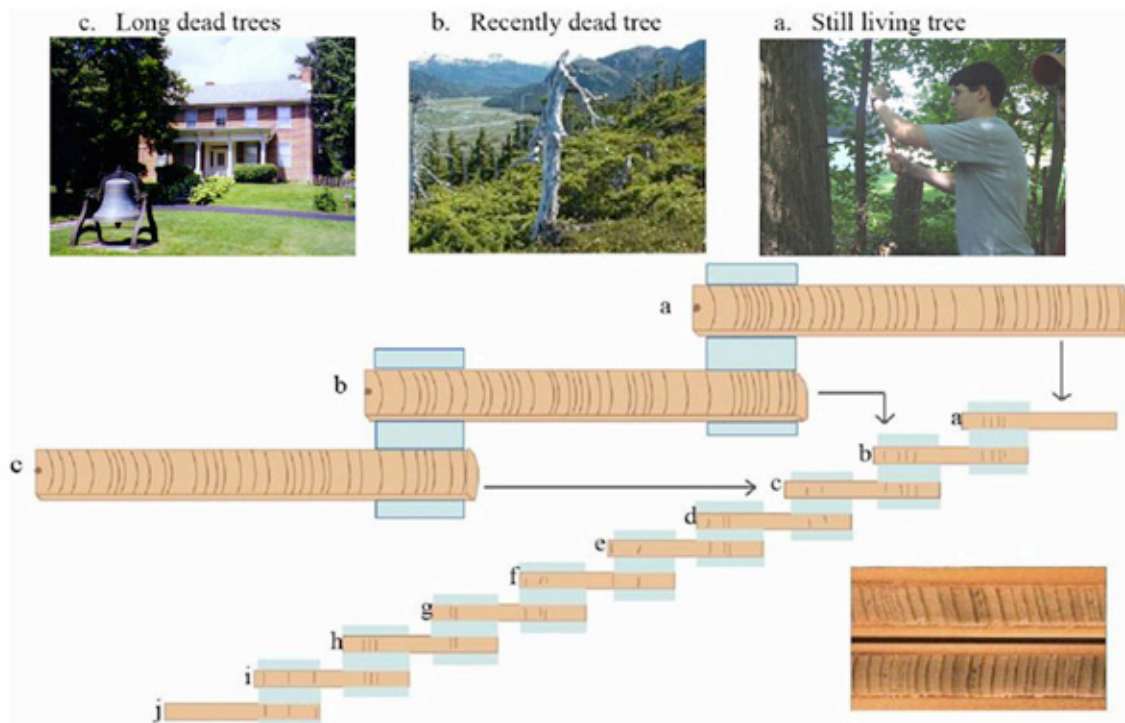 c. Long dead trees
b. Recently dead tree
a. Still living tree
a
b
c
a
b
c
d
e
f
g
h
i
j